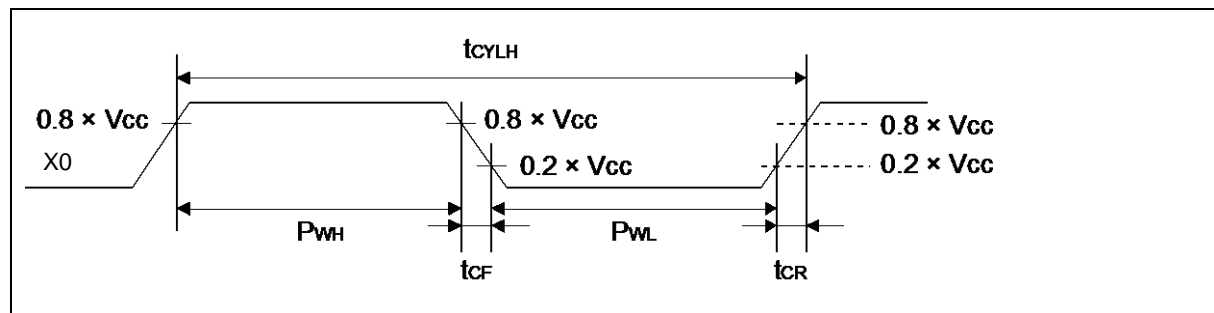 tCYLH
0.8 × VCC
0.8 × VCC
0.8 × VCC
X0
0.2 × VCC
0.2 × VCC
PWH
PWL
tCF
tCR